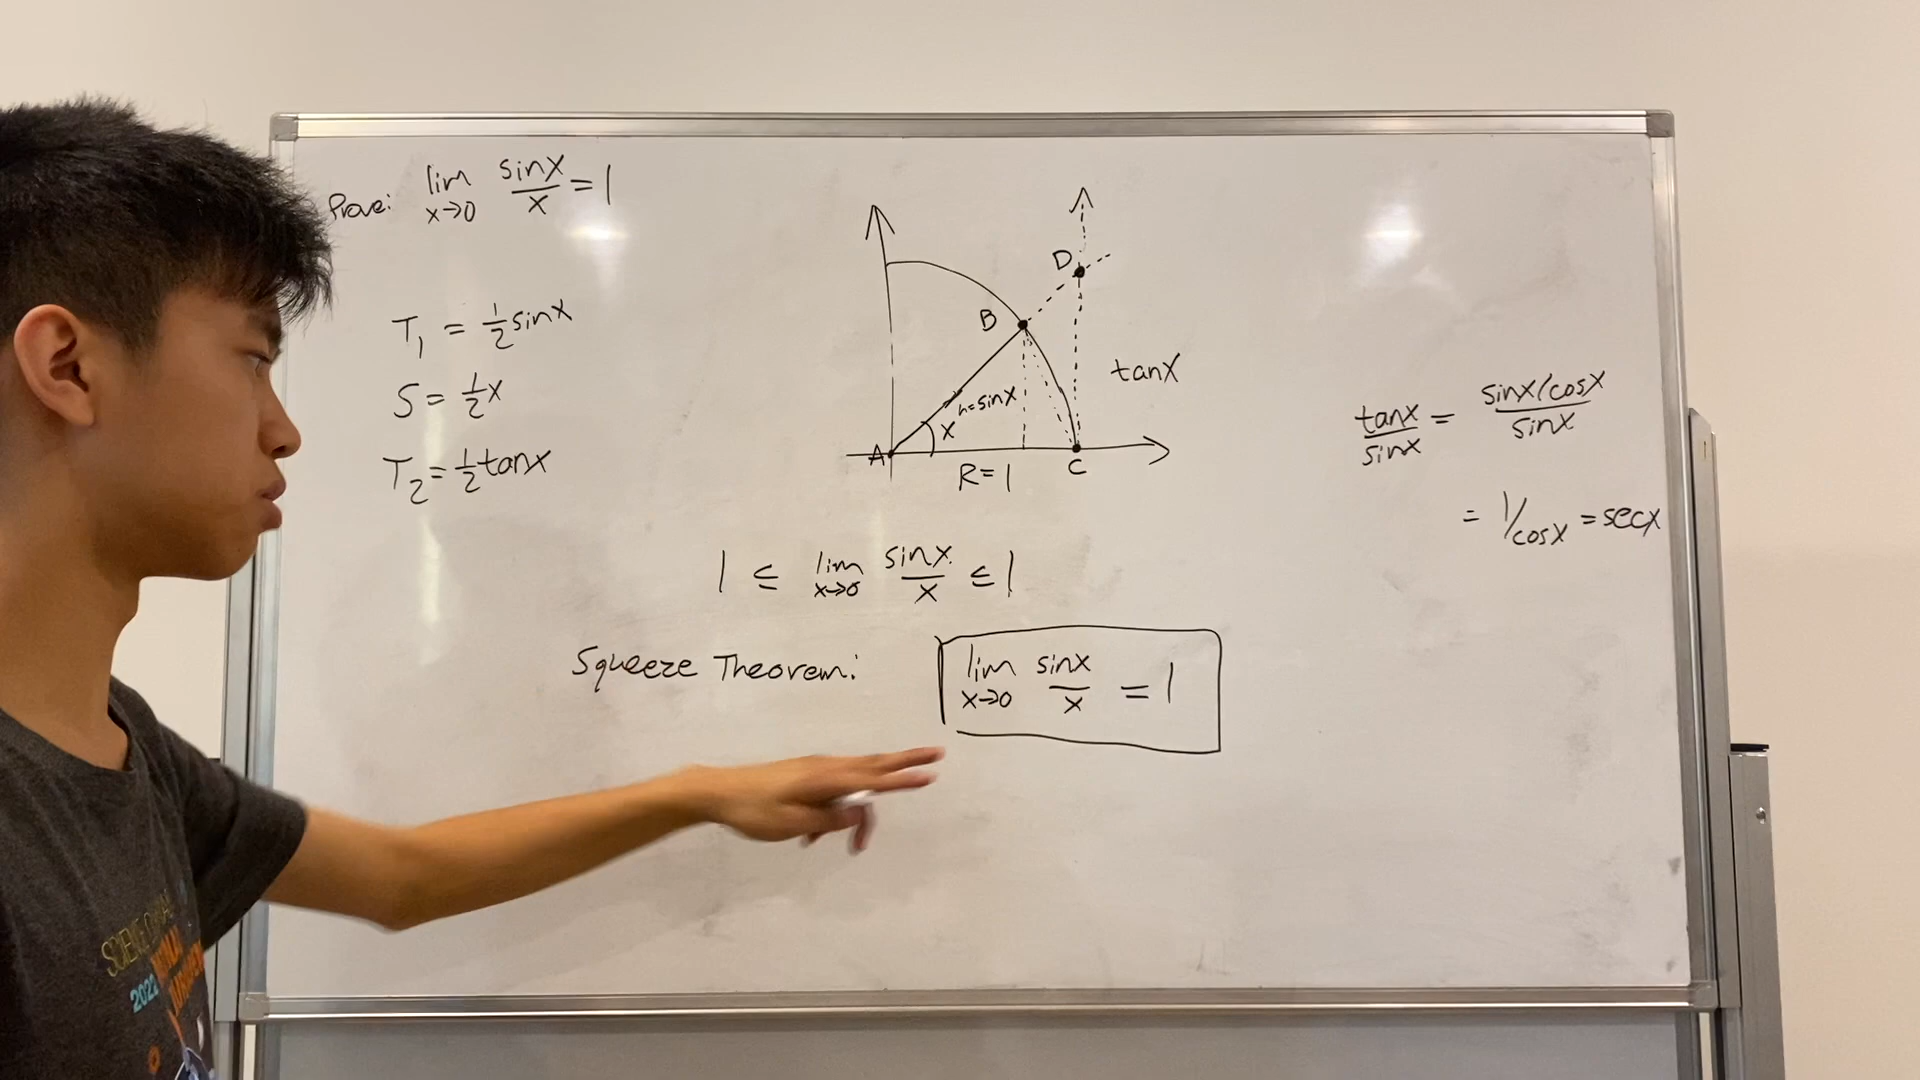 Prove: lim x→0 sinx/x = 1
T₁ = ½ sinx
S = ½ x
T₂ = ½ tanx
D
B
h=sinx
x
A
R=1
C
tanx
tanx/sinx = (sinx/cosx)/sinx
= 1/cosx = secx
1 ≤ lim x→0 sinx/x ≤ 1
Squeeze Theorem:
lim x→0 sinx/x = 1
2022